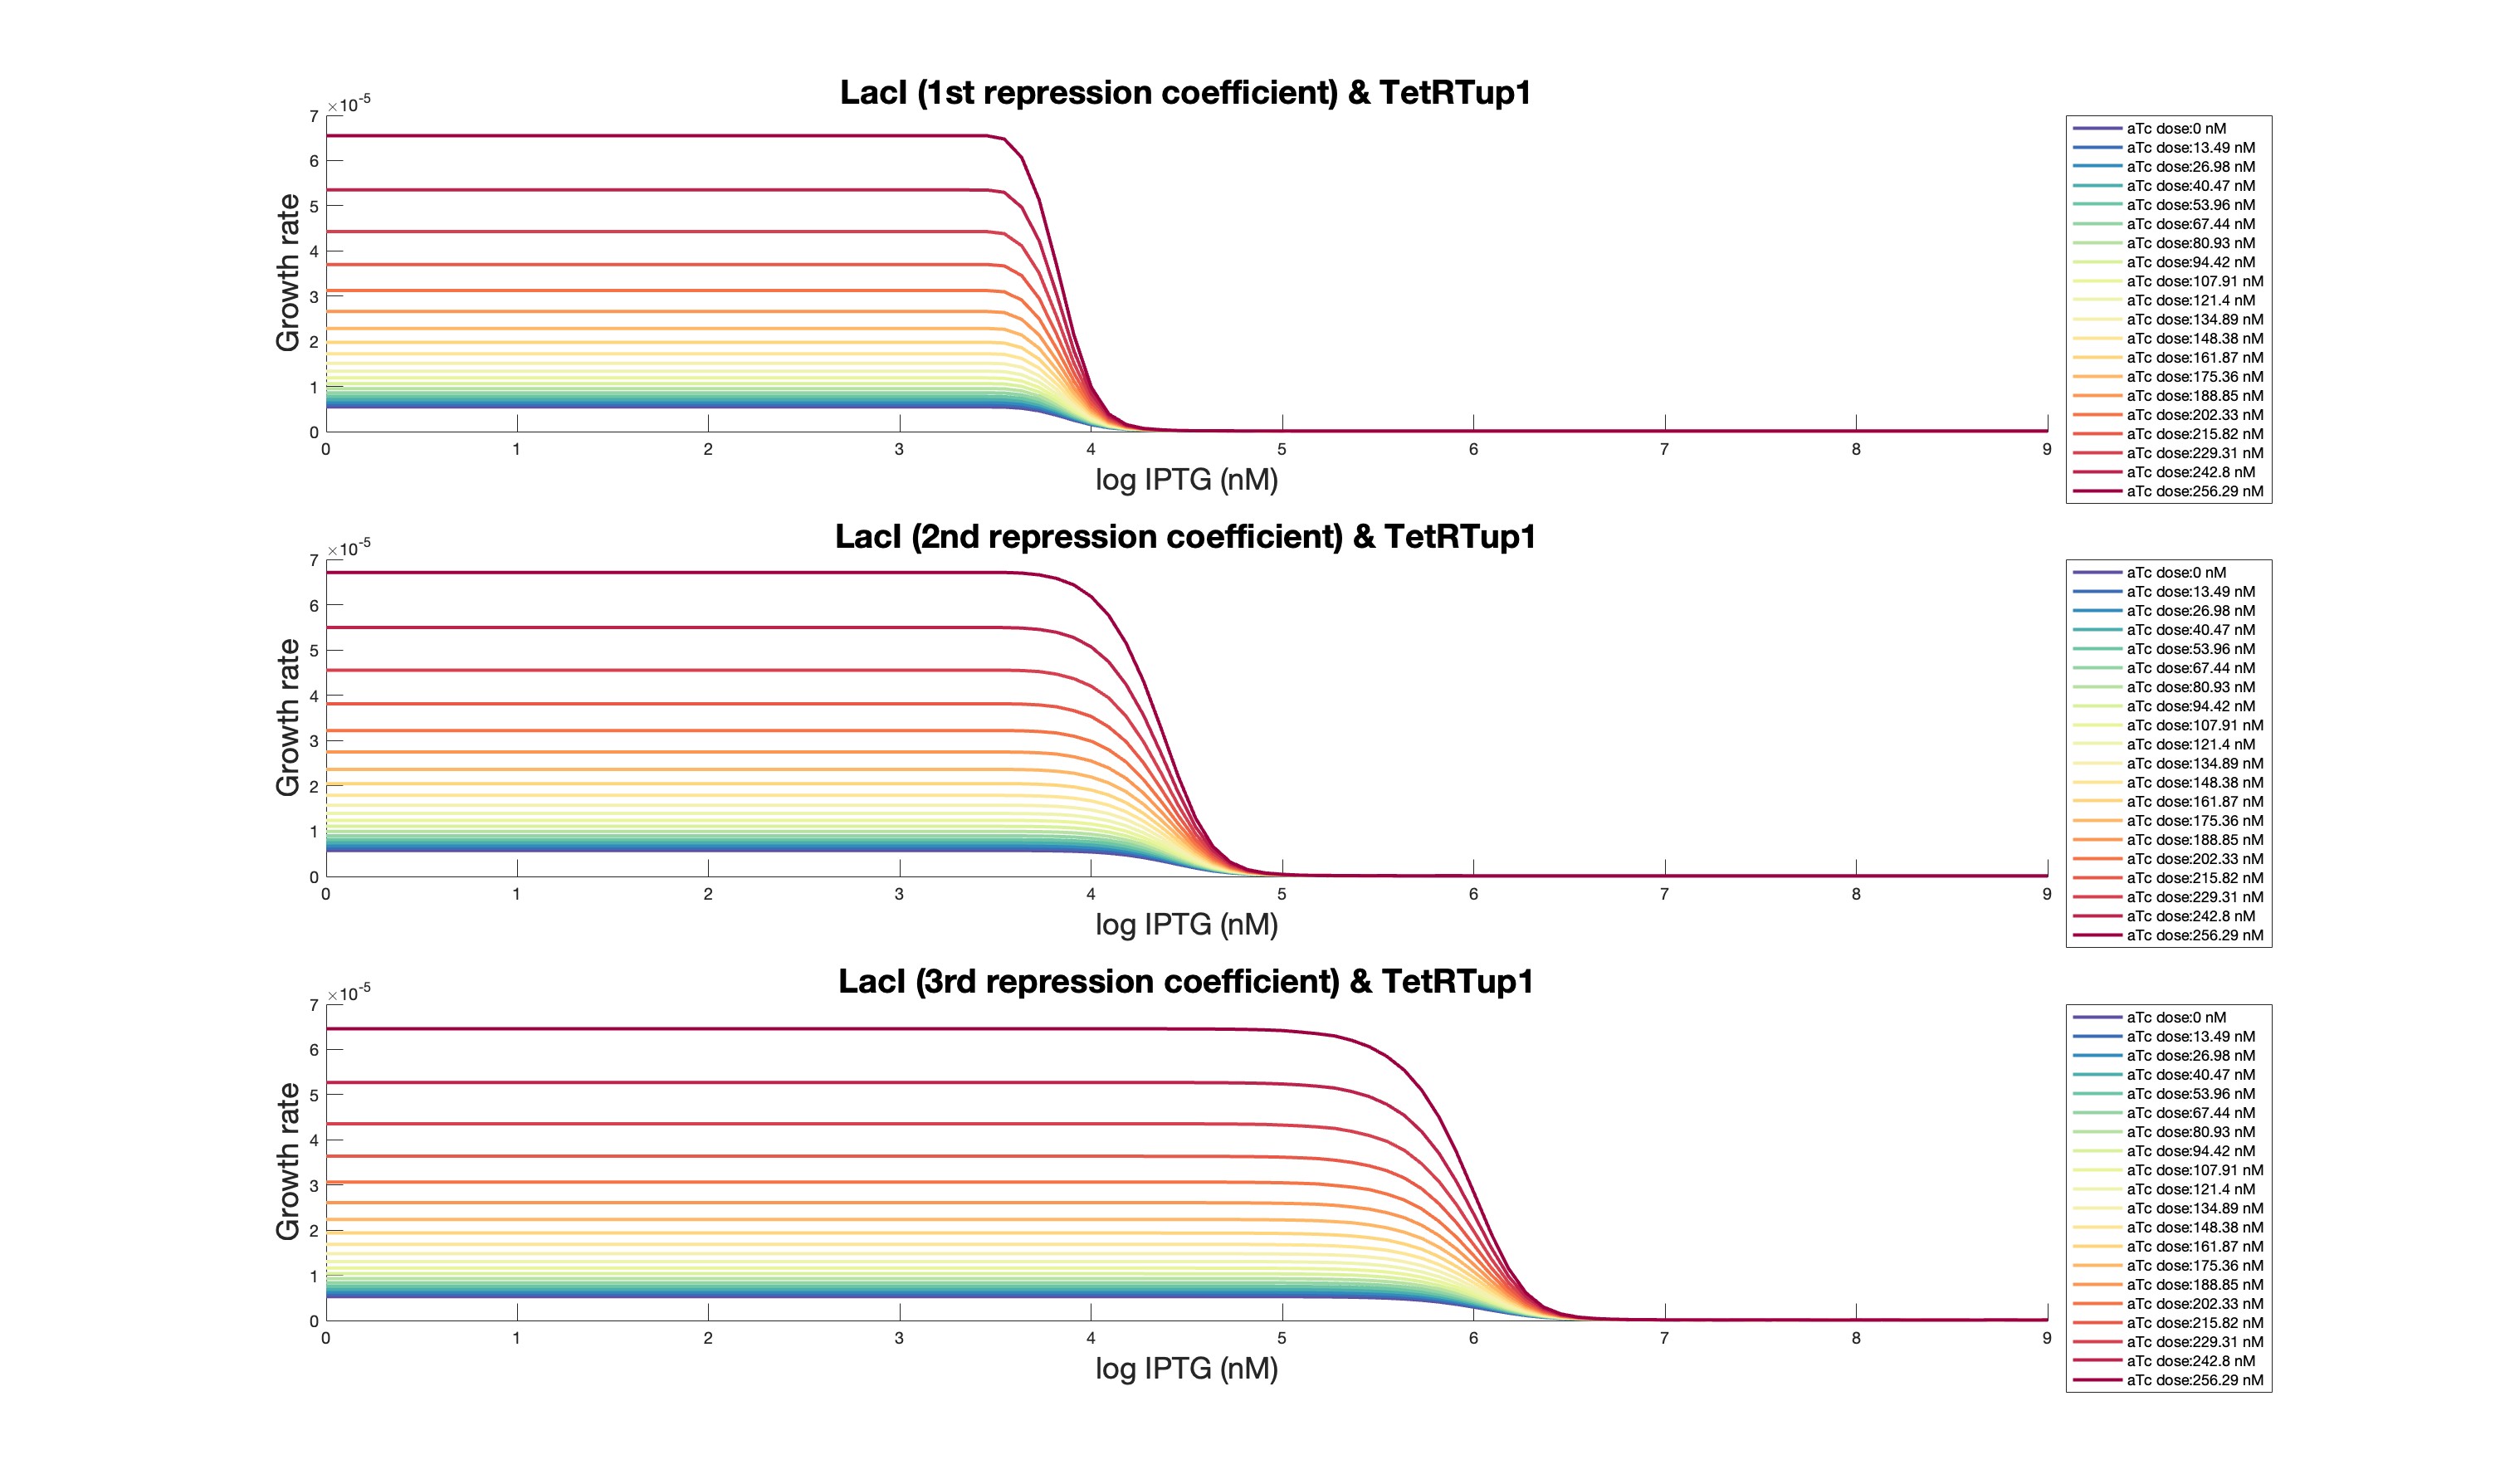 LacI (1st repression coefficient) & TetRTup1
×10-5
7
6
5
4
3
2
1
0
Growth rate
0 1 2 3 4 5 6 7 8 9
log IPTG (nM)
aTc dose:0 nM
aTc dose:13.49 nM
aTc dose:26.98 nM
aTc dose:40.47 nM
aTc dose:53.96 nM
aTc dose:67.44 nM
aTc dose:80.93 nM
aTc dose:94.42 nM
aTc dose:107.91 nM
aTc dose:121.4 nM
aTc dose:134.89 nM
aTc dose:148.38 nM
aTc dose:161.87 nM
aTc dose:175.36 nM
aTc dose:188.85 nM
aTc dose:202.33 nM
aTc dose:215.82 nM
aTc dose:229.31 nM
aTc dose:242.8 nM
aTc dose:256.29 nM
LacI (2nd repression coefficient) & TetRTup1
×10-5
7
6
5
4
3
2
1
0
Growth rate
0 1 2 3 4 5 6 7 8 9
log IPTG (nM)
aTc dose:0 nM
aTc dose:13.49 nM
aTc dose:26.98 nM
aTc dose:40.47 nM
aTc dose:53.96 nM
aTc dose:67.44 nM
aTc dose:80.93 nM
aTc dose:94.42 nM
aTc dose:107.91 nM
aTc dose:121.4 nM
aTc dose:134.89 nM
aTc dose:148.38 nM
aTc dose:161.87 nM
aTc dose:175.36 nM
aTc dose:188.85 nM
aTc dose:202.33 nM
aTc dose:215.82 nM
aTc dose:229.31 nM
aTc dose:242.8 nM
aTc dose:256.29 nM
LacI (3rd repression coefficient) & TetRTup1
×10-5
7
6
5
4
3
2
1
0
Growth rate
0 1 2 3 4 5 6 7 8 9
log IPTG (nM)
aTc dose:0 nM
aTc dose:13.49 nM
aTc dose:26.98 nM
aTc dose:40.47 nM
aTc dose:53.96 nM
aTc dose:67.44 nM
aTc dose:80.93 nM
aTc dose:94.42 nM
aTc dose:107.91 nM
aTc dose:121.4 nM
aTc dose:134.89 nM
aTc dose:148.38 nM
aTc dose:161.87 nM
aTc dose:175.36 nM
aTc dose:188.85 nM
aTc dose:202.33 nM
aTc dose:215.82 nM
aTc dose:229.31 nM
aTc dose:242.8 nM
aTc dose:256.29 nM